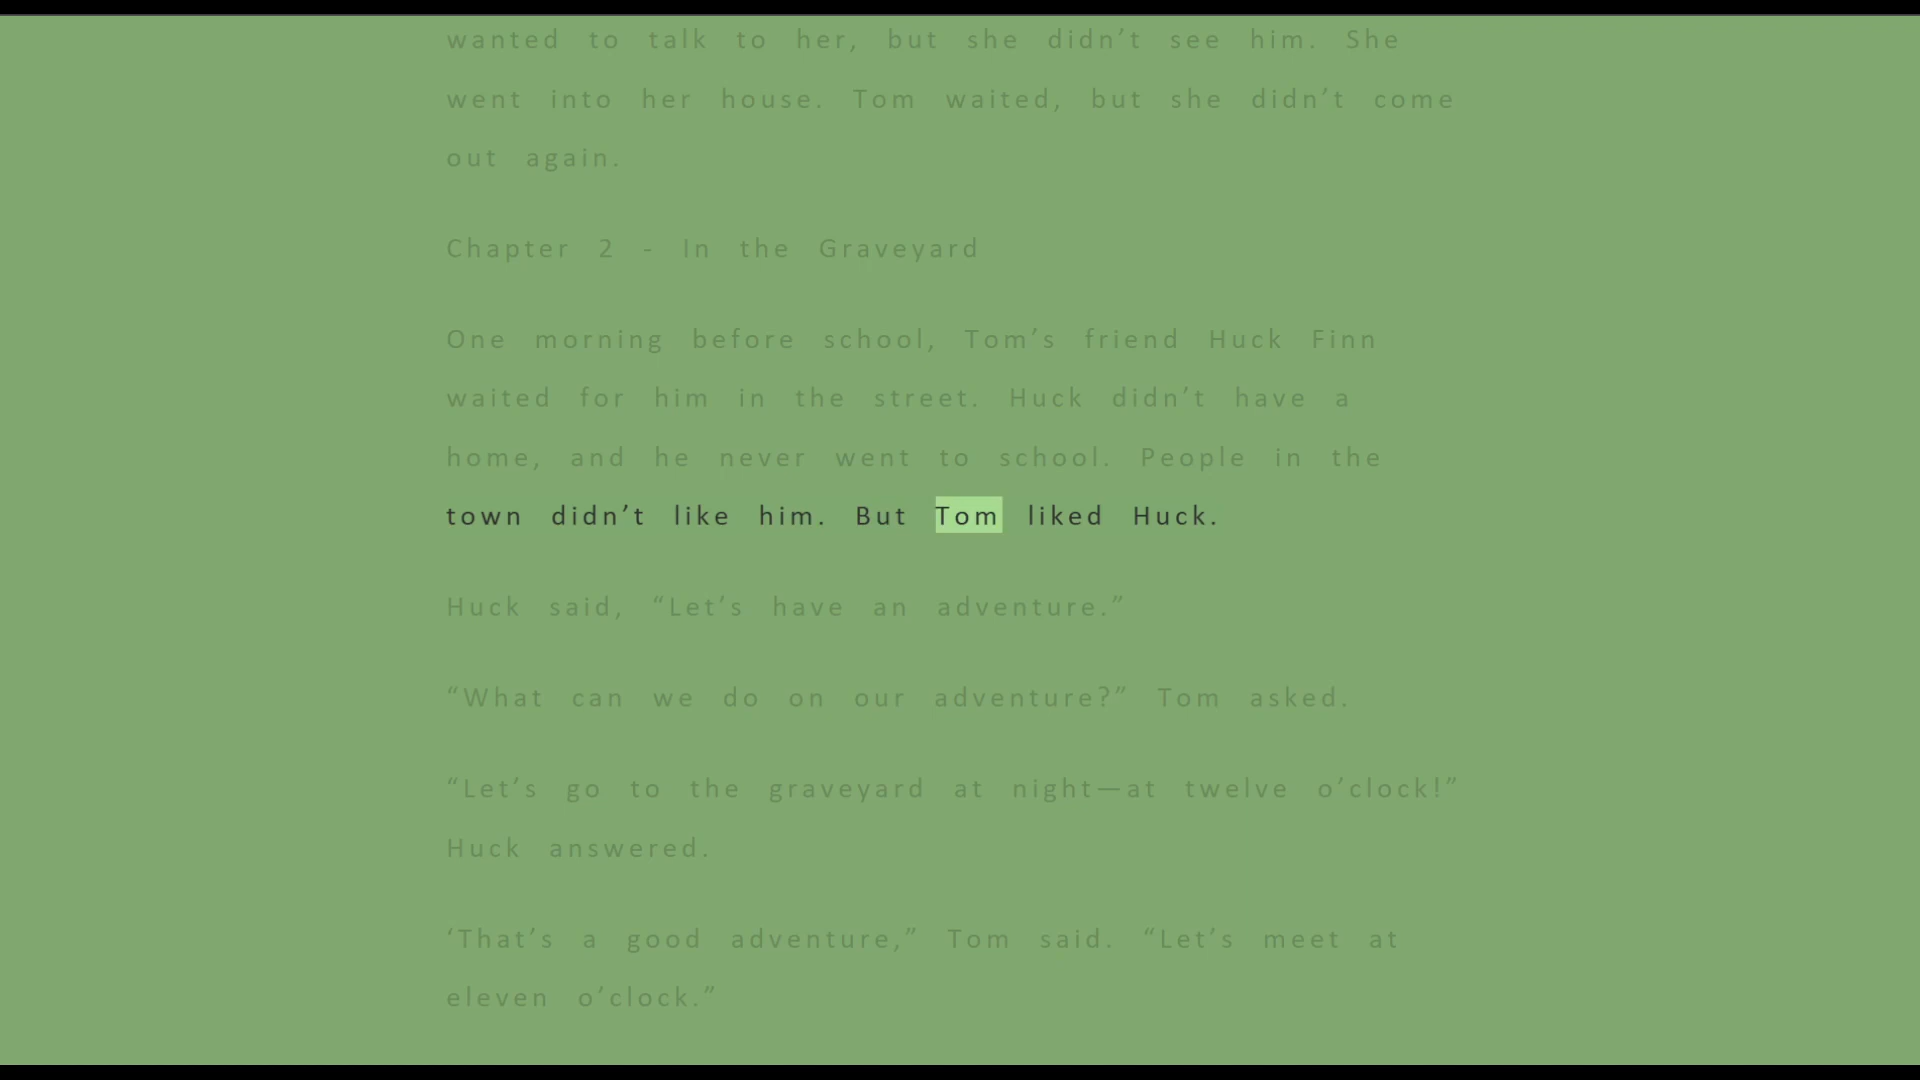 wanted to talk to her, but she didn’t see him. She
went into her house. Tom waited, but she didn’t come
out again.
Chapter 2 - In the Graveyard
One morning before school, Tom’s friend Huck Finn
waited for him in the street. Huck didn’t have a
home, and he never went to school. People in the
town didn’t like him. But Tom liked Huck.
Huck said, “Let’s have an adventure.”
“What can we do on our adventure?” Tom asked.
“Let’s go to the graveyard at night—at twelve o’clock!”
Huck answered.
‘That’s a good adventure,” Tom said. “Let’s meet at
eleven o’clock.”